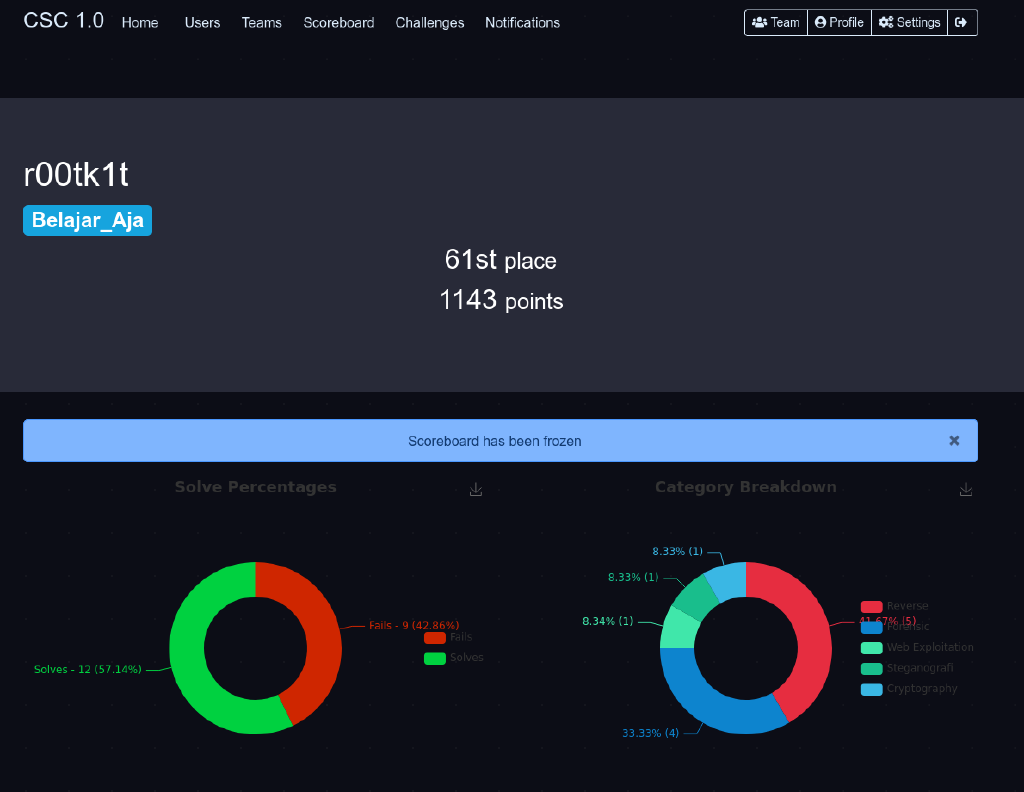 CSC 1.0 Home Users Teams Scoreboard Challenges Notifications Team Profile Settings
r00tk1t
Belajar_Aja
61st place
1143 points
Scoreboard has been frozen ×
Solve Percentages
Fails - 9 (42.86%)
Fails
Solves
Solves - 12 (57.14%)
Category Breakdown
8.33% (1)
8.33% (1)
8.34% (1)
41.67% (5)
33.33% (4)
Reverse
Forensic
Web Exploitation
Steganografi
Cryptography